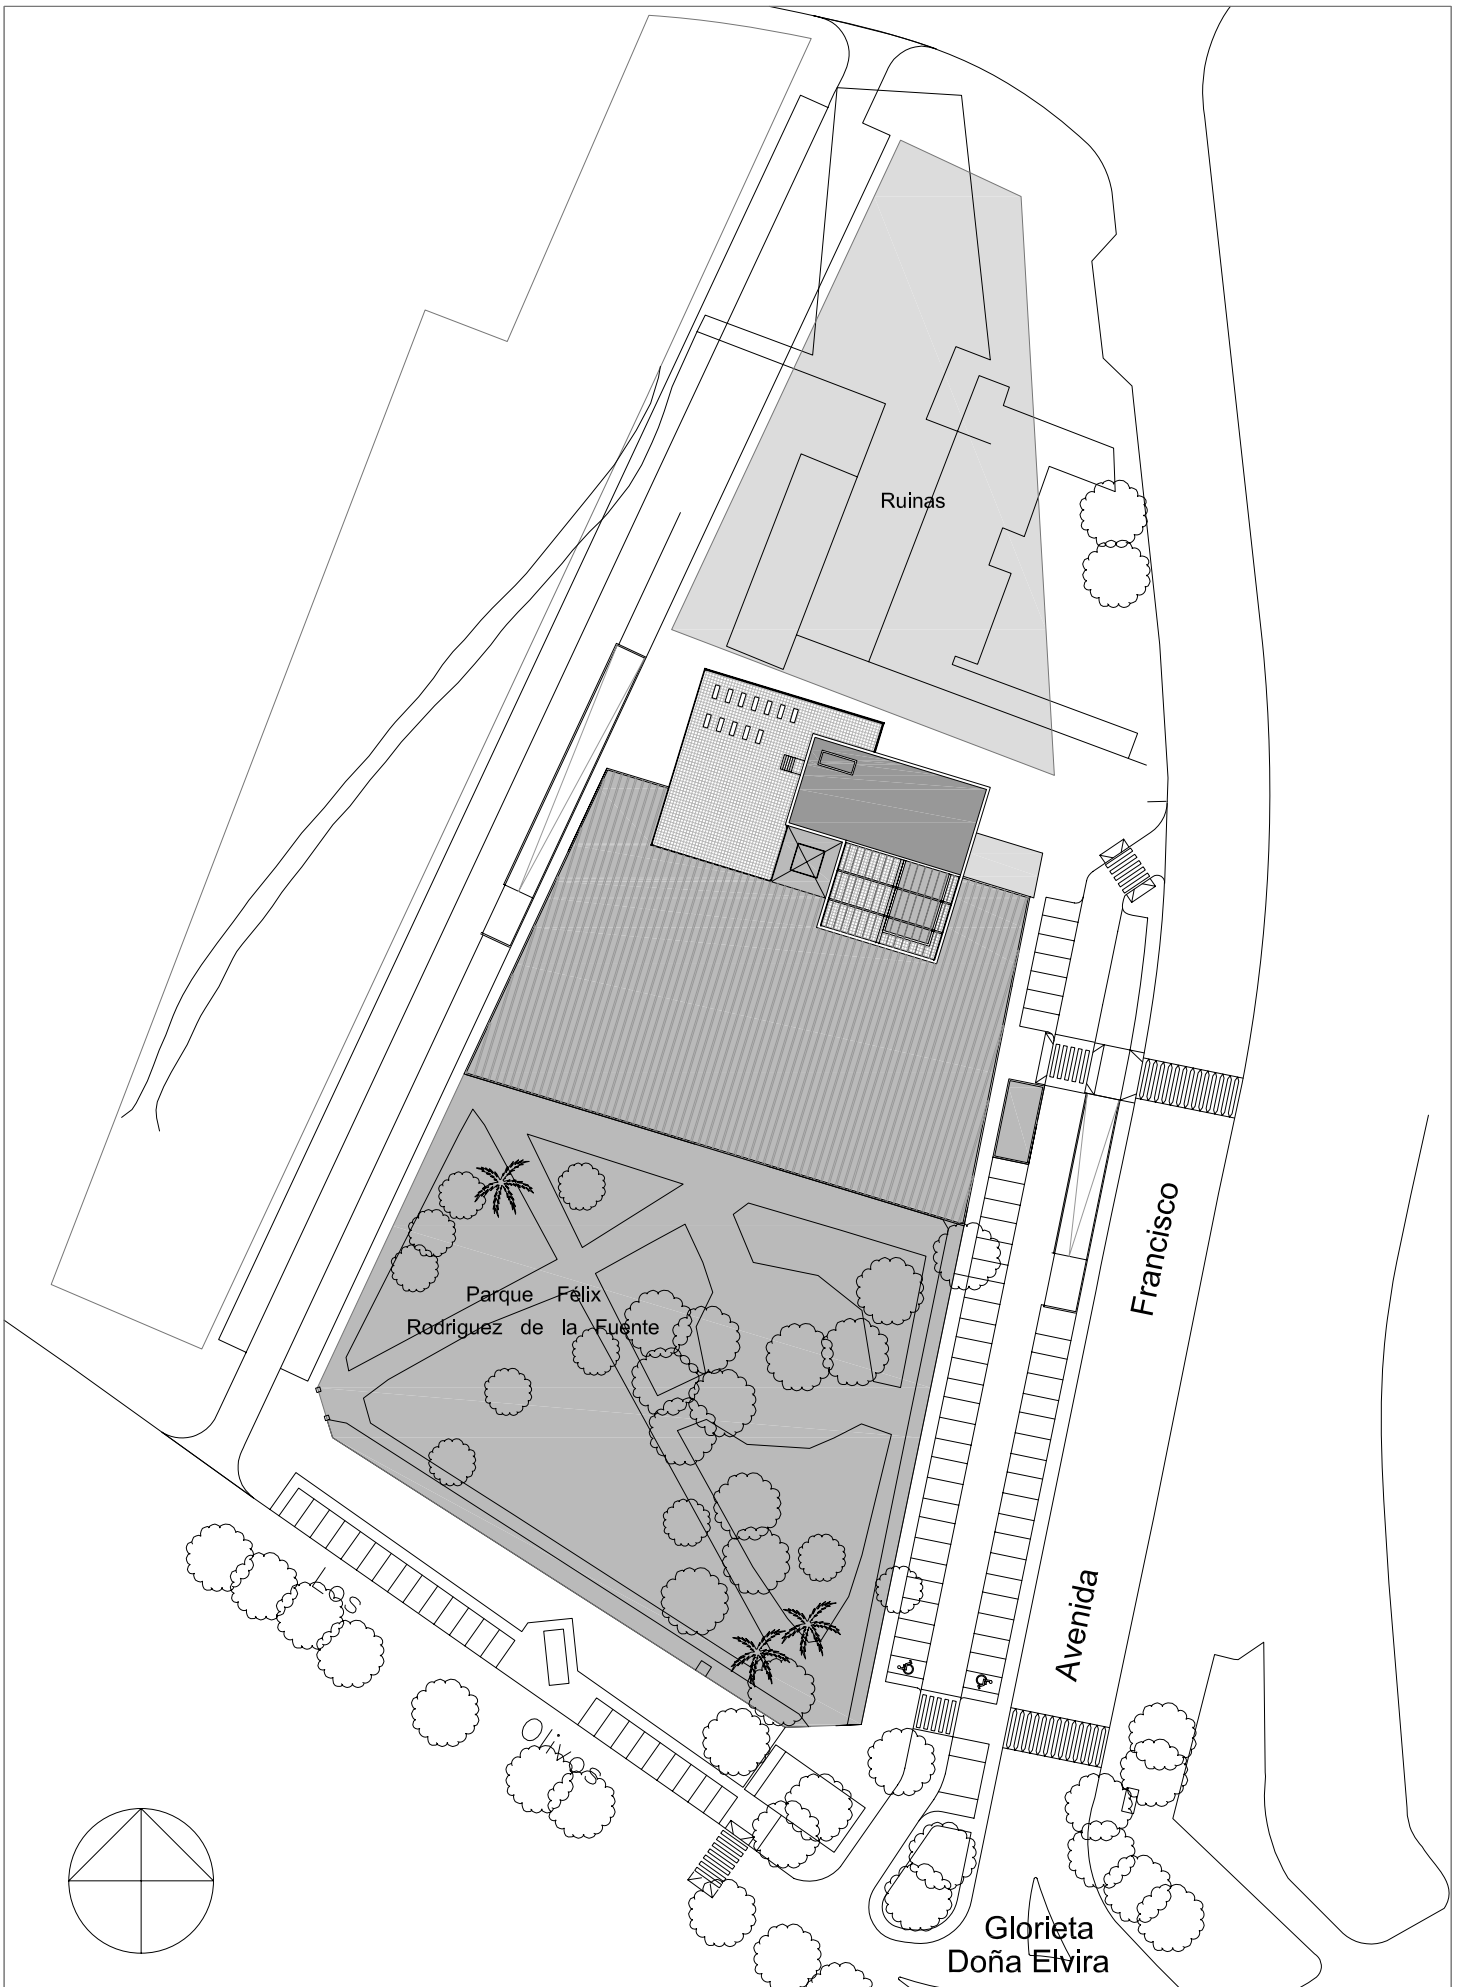 Ruinas
Parque Félix
Rodriguez de la Fuente
Francisco
Avenida
Los
Olivos
Glorieta
Doña Elvira